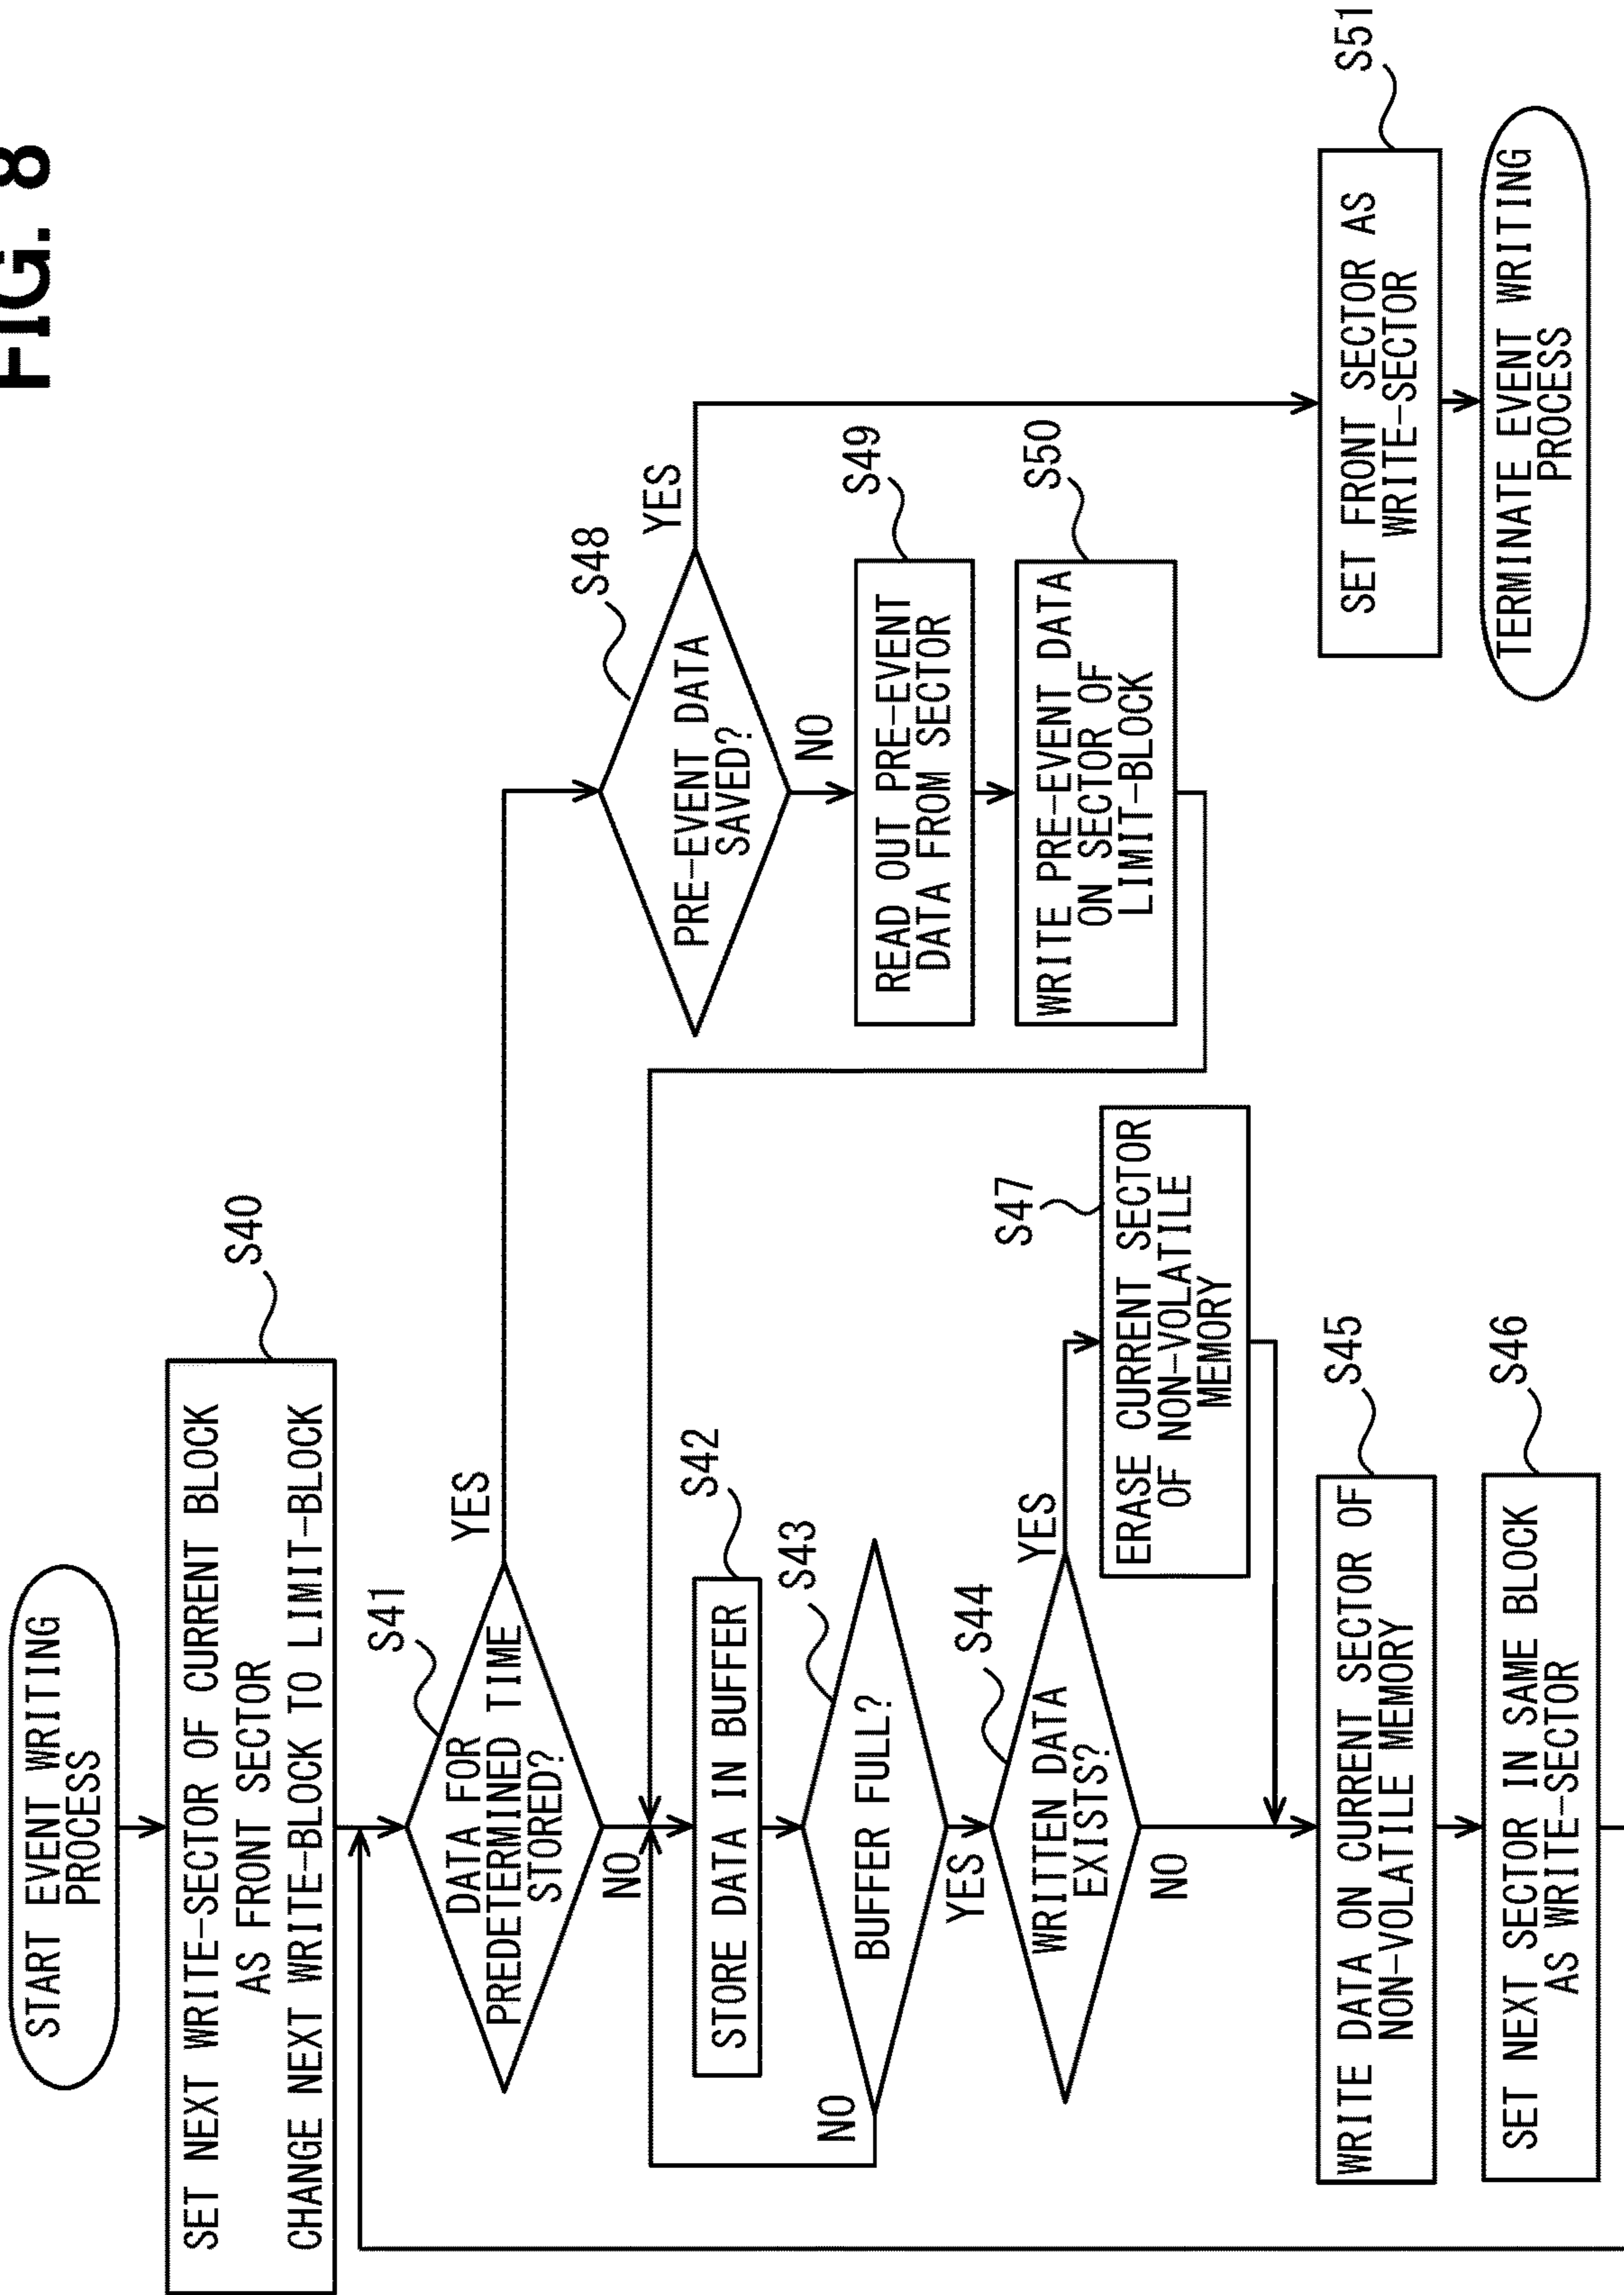 FIG. 8
START EVENT WRITING
PROCESS
S40
SET NEXT WRITE-SECTOR OF CURRENT BLOCK
AS FRONT SECTOR
CHANGE NEXT WRITE-BLOCK TO LIMIT-BLOCK
S41
DATA FOR
PREDETERMINED TIME
STORED?
YES
NO
S42
STORE DATA IN BUFFER
S43
BUFFER FULL?
NO
YES
S44
WRITTEN DATA
EXISTS?
YES
NO
S47
ERASE CURRENT SECTOR
OF NON-VOLATILE
MEMORY
S45
WRITE DATA ON CURRENT SECTOR OF
NON-VOLATILE MEMORY
S46
SET NEXT SECTOR IN SAME BLOCK
AS WRITE-SECTOR
S48
PRE-EVENT DATA
SAVED?
YES
NO
S49
READ OUT PRE-EVENT
DATA FROM SECTOR
S50
WRITE PRE-EVENT DATA
ON SECTOR OF
LIMIT-BLOCK
S51
SET FRONT SECTOR AS
WRITE-SECTOR
TERMINATE EVENT WRITING
PROCESS